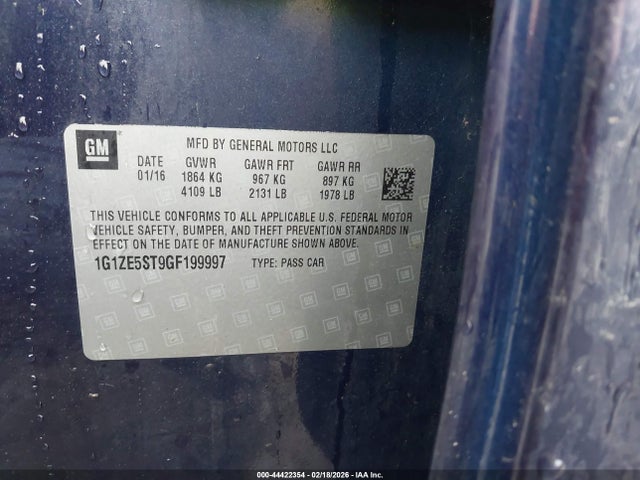 GM
MFD BY GENERAL MOTORS LLC
DATE GVWR GAWR FRT GAWR RR
01/16 1864 KG 967 KG 897 KG
4109 LB 2131 LB 1978 LB
THIS VEHICLE CONFORMS TO ALL APPLICABLE U.S. FEDERAL MOTOR
VEHICLE SAFETY, BUMPER, AND THEFT PREVENTION STANDARDS IN
EFFECT ON THE DATE OF MANUFACTURE SHOWN ABOVE.
1G1ZE5ST9GF199997 TYPE: PASS CAR
000-44422354 | 02/18/2026 - IAA Inc.